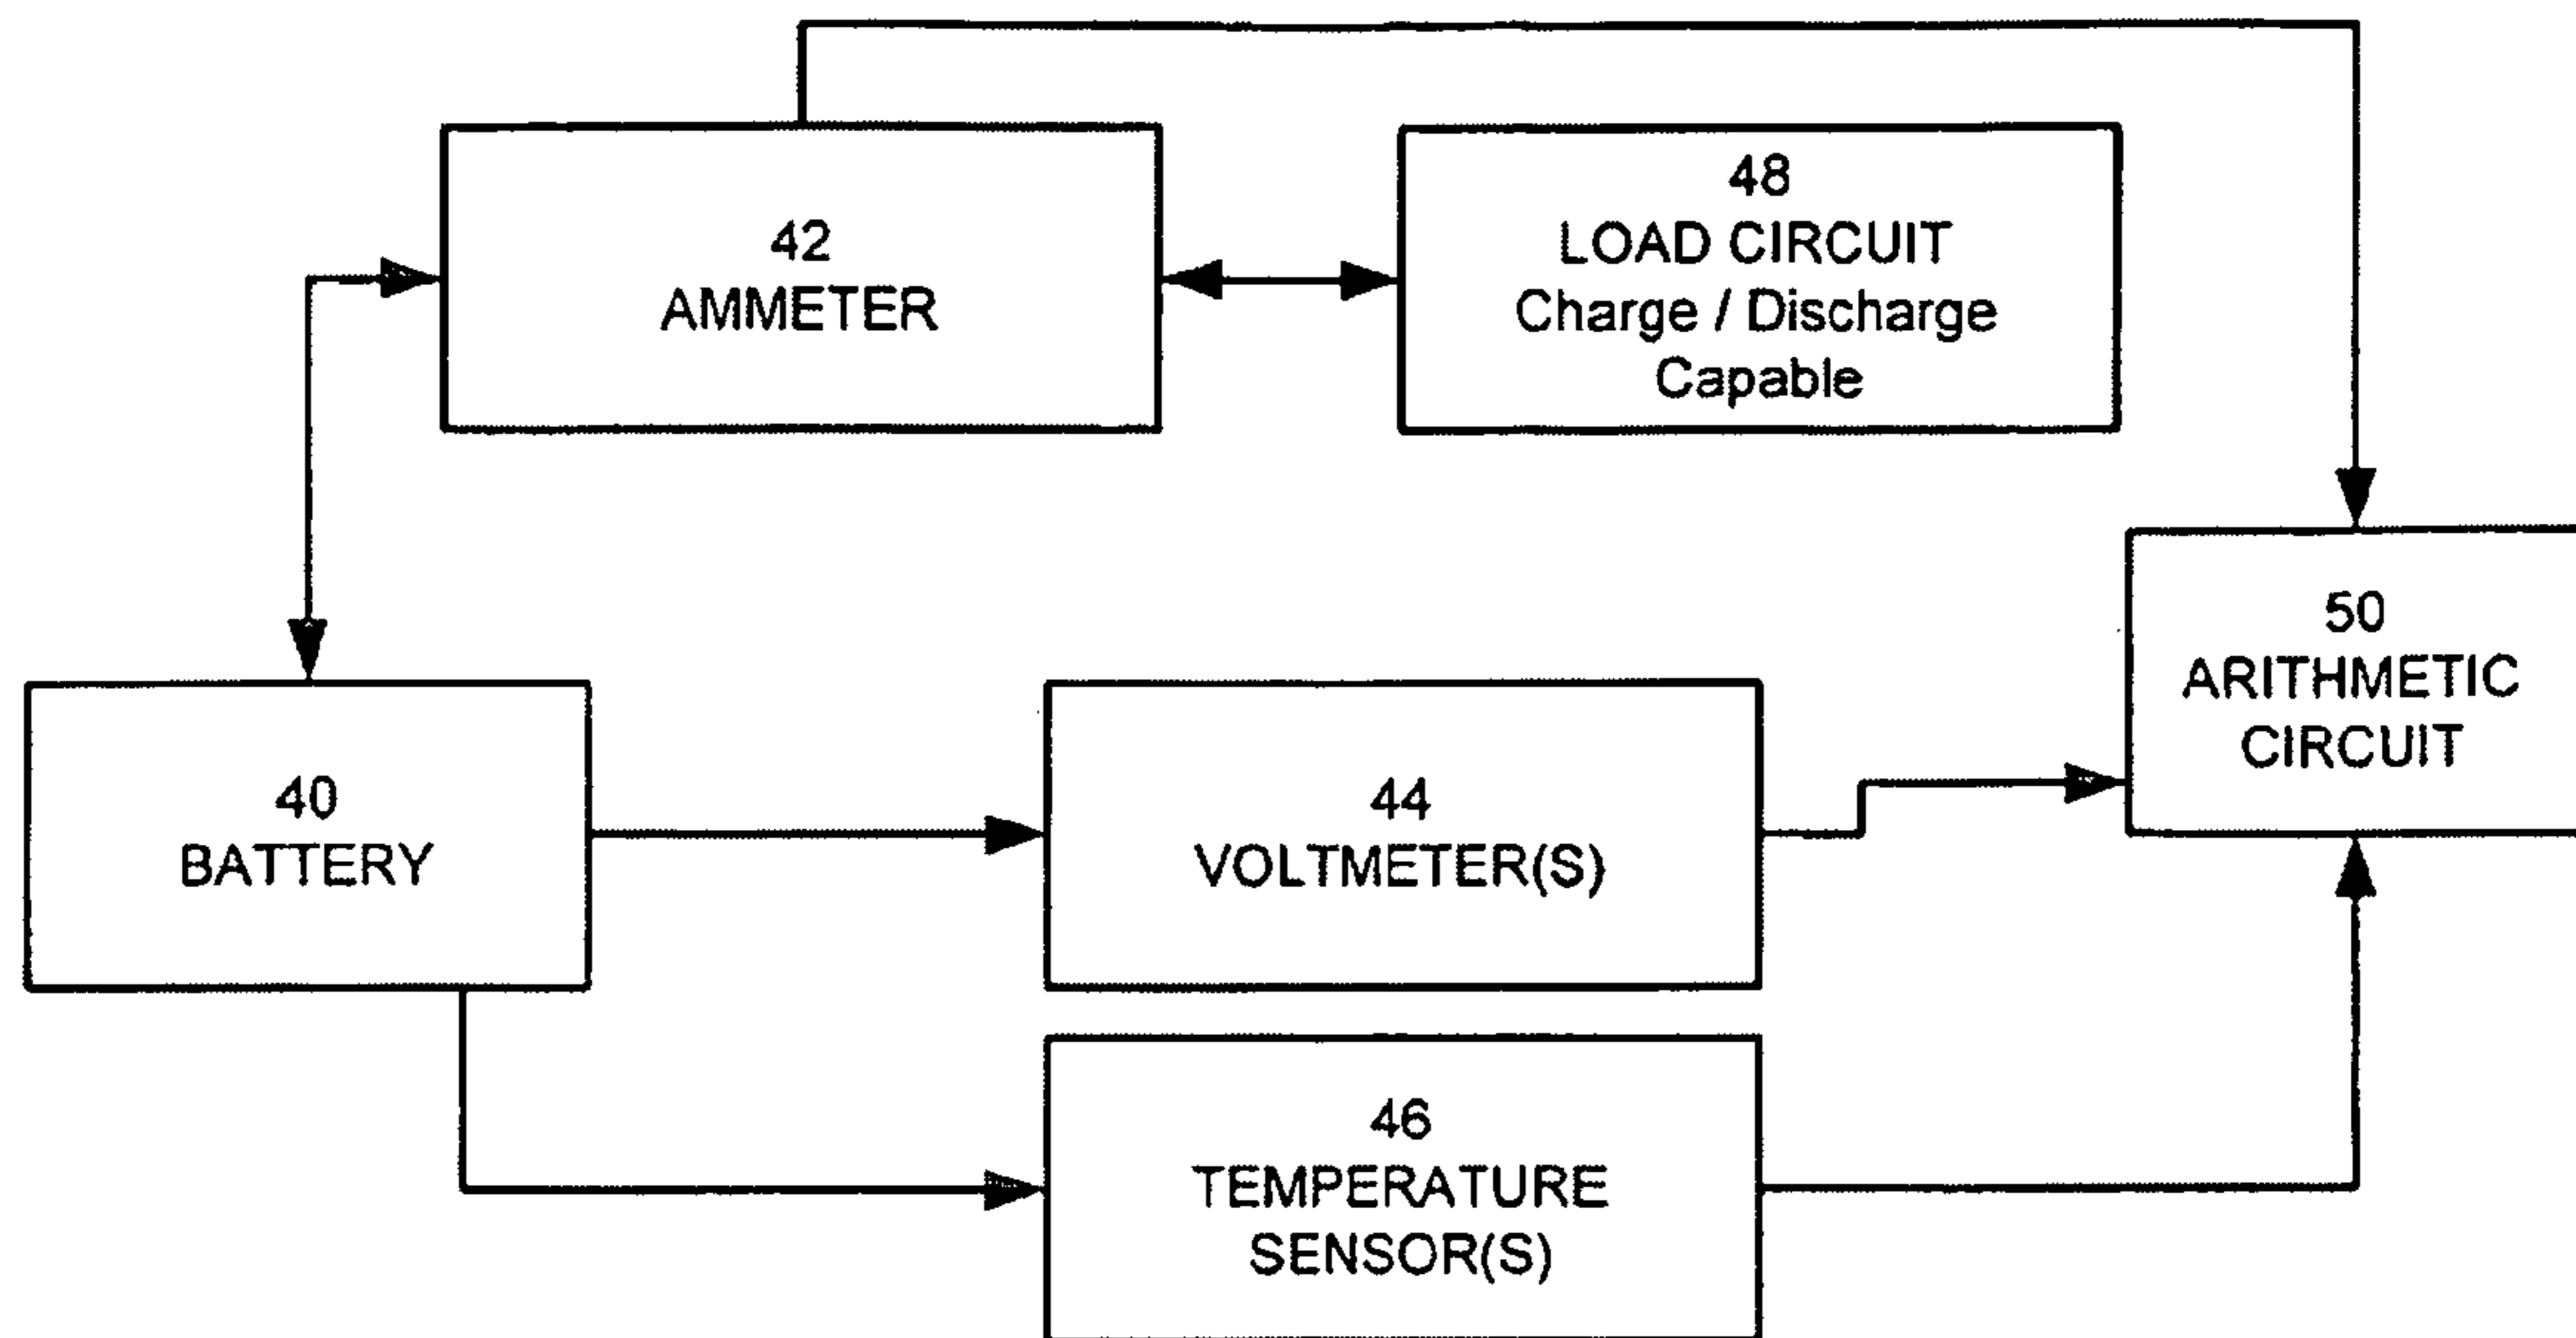 42
AMMETER
48
LOAD CIRCUIT
Charge / Discharge
Capable
50
ARITHMETIC
CIRCUIT
40
BATTERY
44
VOLTMETER(S)
46
TEMPERATURE
SENSOR(S)